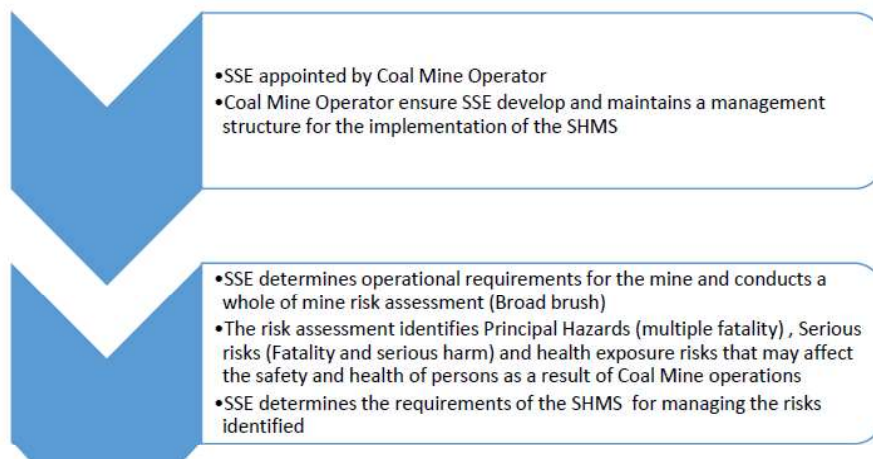 •SSE appointed by Coal Mine Operator
•Coal Mine Operator ensure SSE develop and maintains a management
structure for the implementation of the SHMS
•SSE determines operational requirements for the mine and conducts a
whole of mine risk assessment (Broad brush)
•The risk assessment identifies Principal Hazards (multiple fatality) , Serious
risks (Fatality and serious harm) and health exposure risks that may affect
the safety and health of persons as a result of Coal Mine operations
•SSE determines the requirements of the SHMS for managing the risks
identified